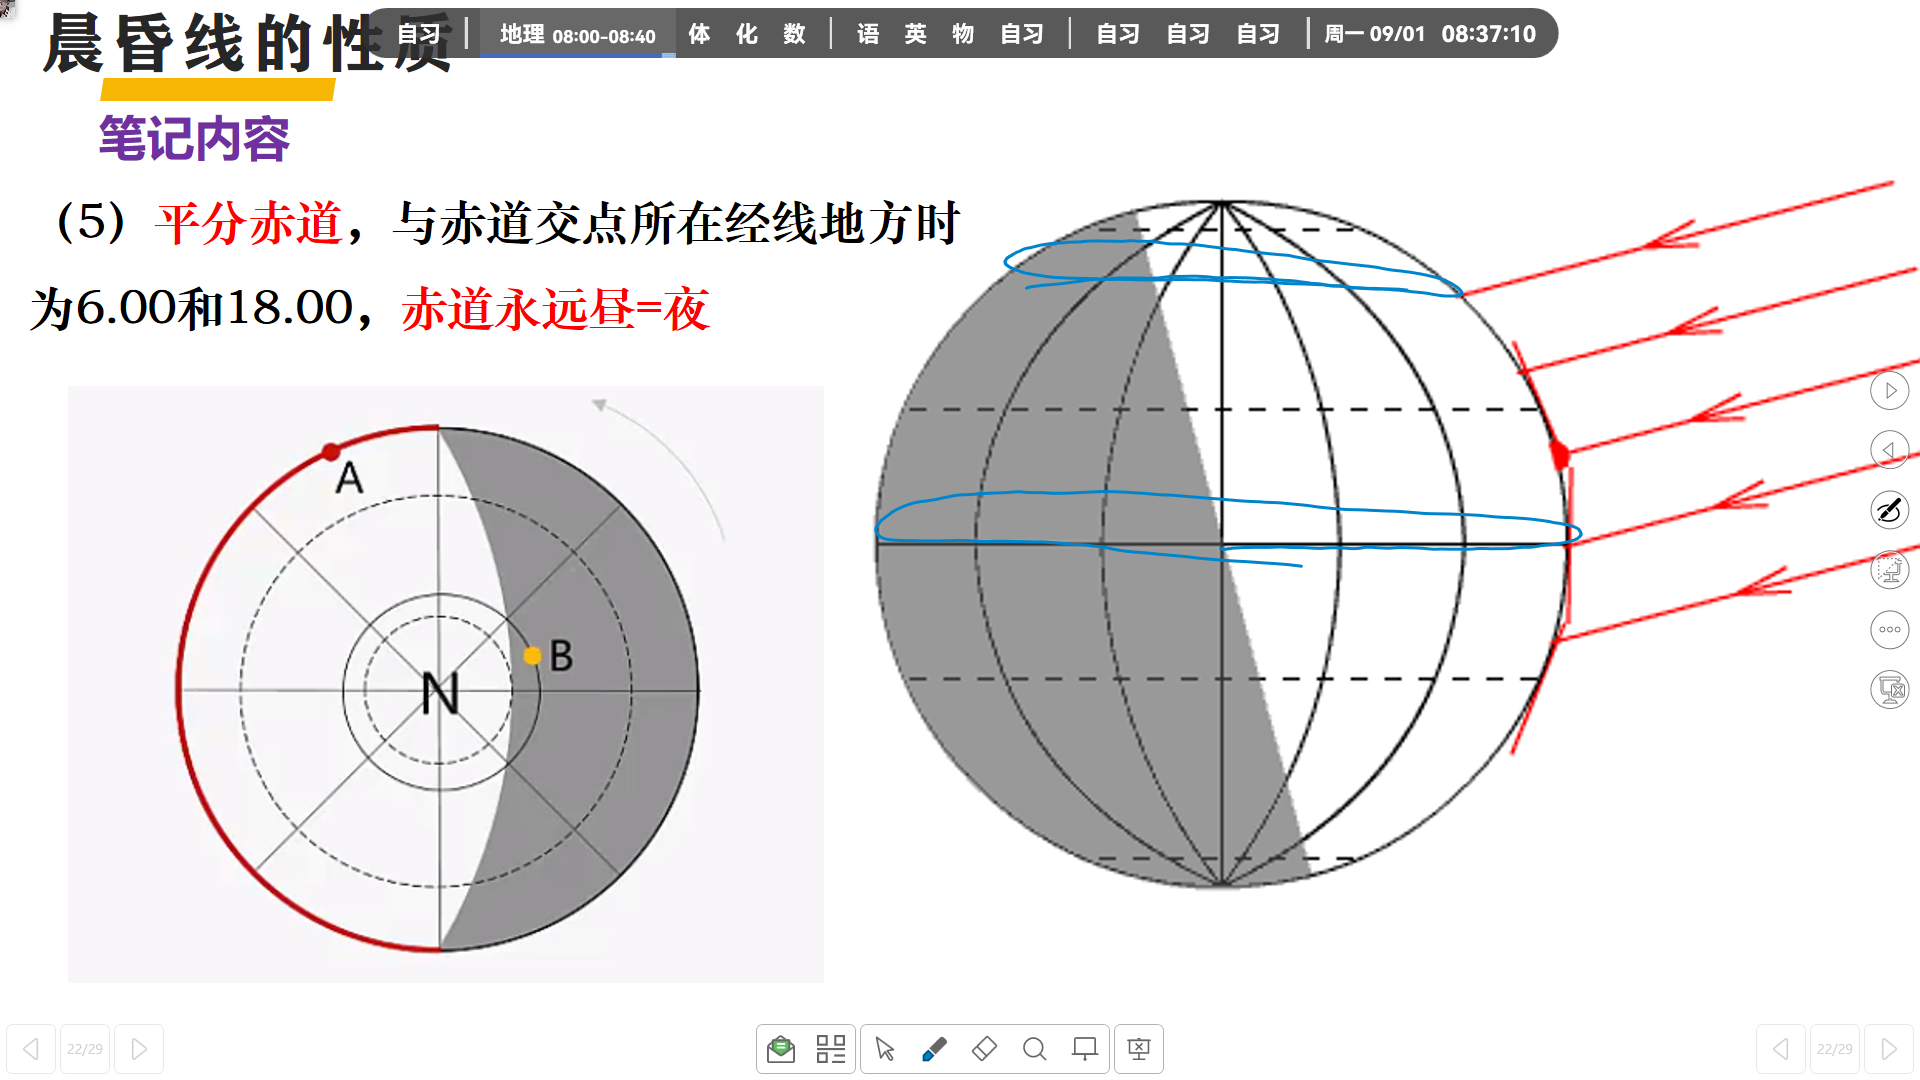 晨昏线的性质
自习 | 地理 08:00-08:40 体 化 数 | 语 英 物 自习 | 自习 自习 自习 | 周一 09/01 08:37:10
笔记内容
（5）平分赤道，与赤道交点所在经线地方时
为6.00和18.00，赤道永远昼=夜
A
B
N
22/29
22/29